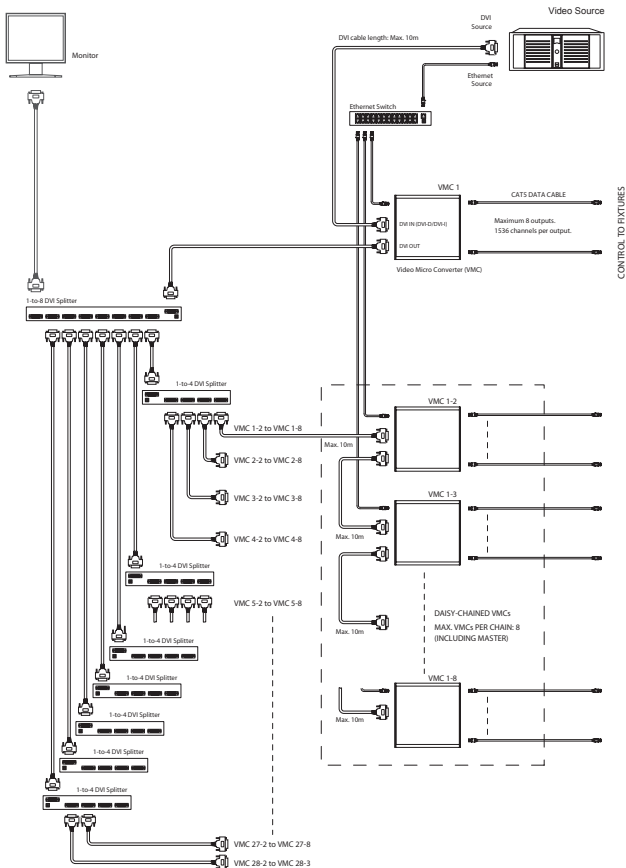 Video Source
DVI
Source
DVI cable length: Max. 10m
Monitor
Ethernet
Source
Ethernet Switch
VMC 1
CAT5 DATA CABLE
DVI IN (DVI-D/DVI-I)
Maximum 8 outputs.
1536 channels per output.
DVI OUT
Video Micro Converter (VMC)
CONTROL TO FIXTURES
1-to-8 DVI Splitter
1-to-4 DVI Splitter
VMC 1-2
VMC 1-2 to VMC 1-8
Max. 10m
VMC 2-2 to VMC 2-8
VMC 1-3
VMC 3-2 to VMC 3-8
Max. 10m
VMC 4-2 to VMC 4-8
1-to-4 DVI Splitter
VMC 5-2 to VMC 5-8
DAISY-CHAINED VMCs
MAX. VMCs PER CHAIN: 8
(INCLUDING MASTER)
Max. 10m
1-to-4 DVI Splitter
1-to-4 DVI Splitter
VMC 1-8
1-to-4 DVI Splitter
Max. 10m
1-to-4 DVI Splitter
1-to-4 DVI Splitter
VMC 27-2 to VMC 27-8
VMC 28-2 to VMC 28-3